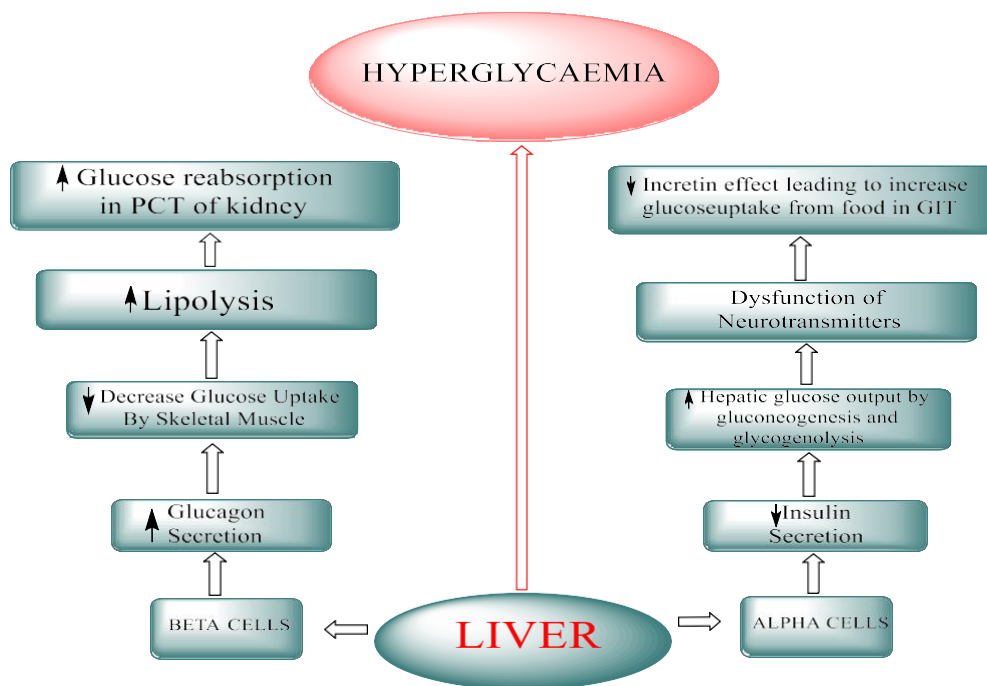 HYPERGLYCAEMIA
Glucose reabsorption
in PCT of kidney
Lipolysis
Decrease Glucose Uptake
By Skeletal Muscle
Glucagon
Secretion
BETA CELLS
LIVER
Incretin effect leading to increase
glucoseuptake from food in GIT
Dysfunction of
Neurotransmitters
Hepatic glucose output by
gluconeogenesis and
glycogenolysis
Insulin
Secretion
ALPHA CELLS